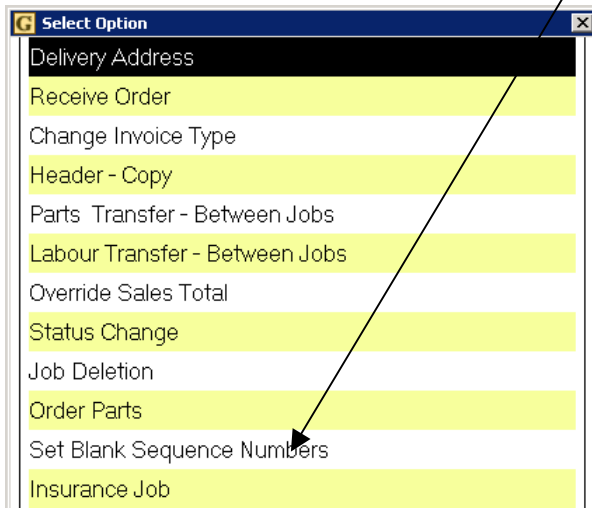 G Select Option
Delivery Address
Receive Order
Change Invoice Type
Header - Copy
Parts  Transfer - Between Jobs
Labour Transfer - Between Jobs
Override Sales Total
Status Change
Job Deletion
Order Parts
Set Blank Sequence Numbers
Insurance Job